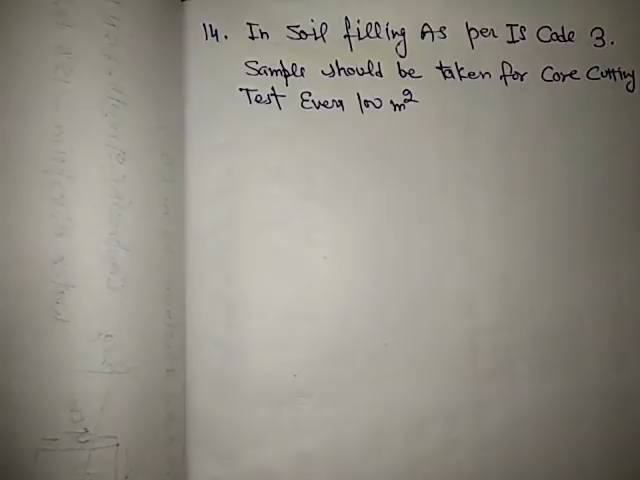 14. In Soil filling As per Is Code 3.
Sample should be taken for Core Cutting
Test Every 100 m²